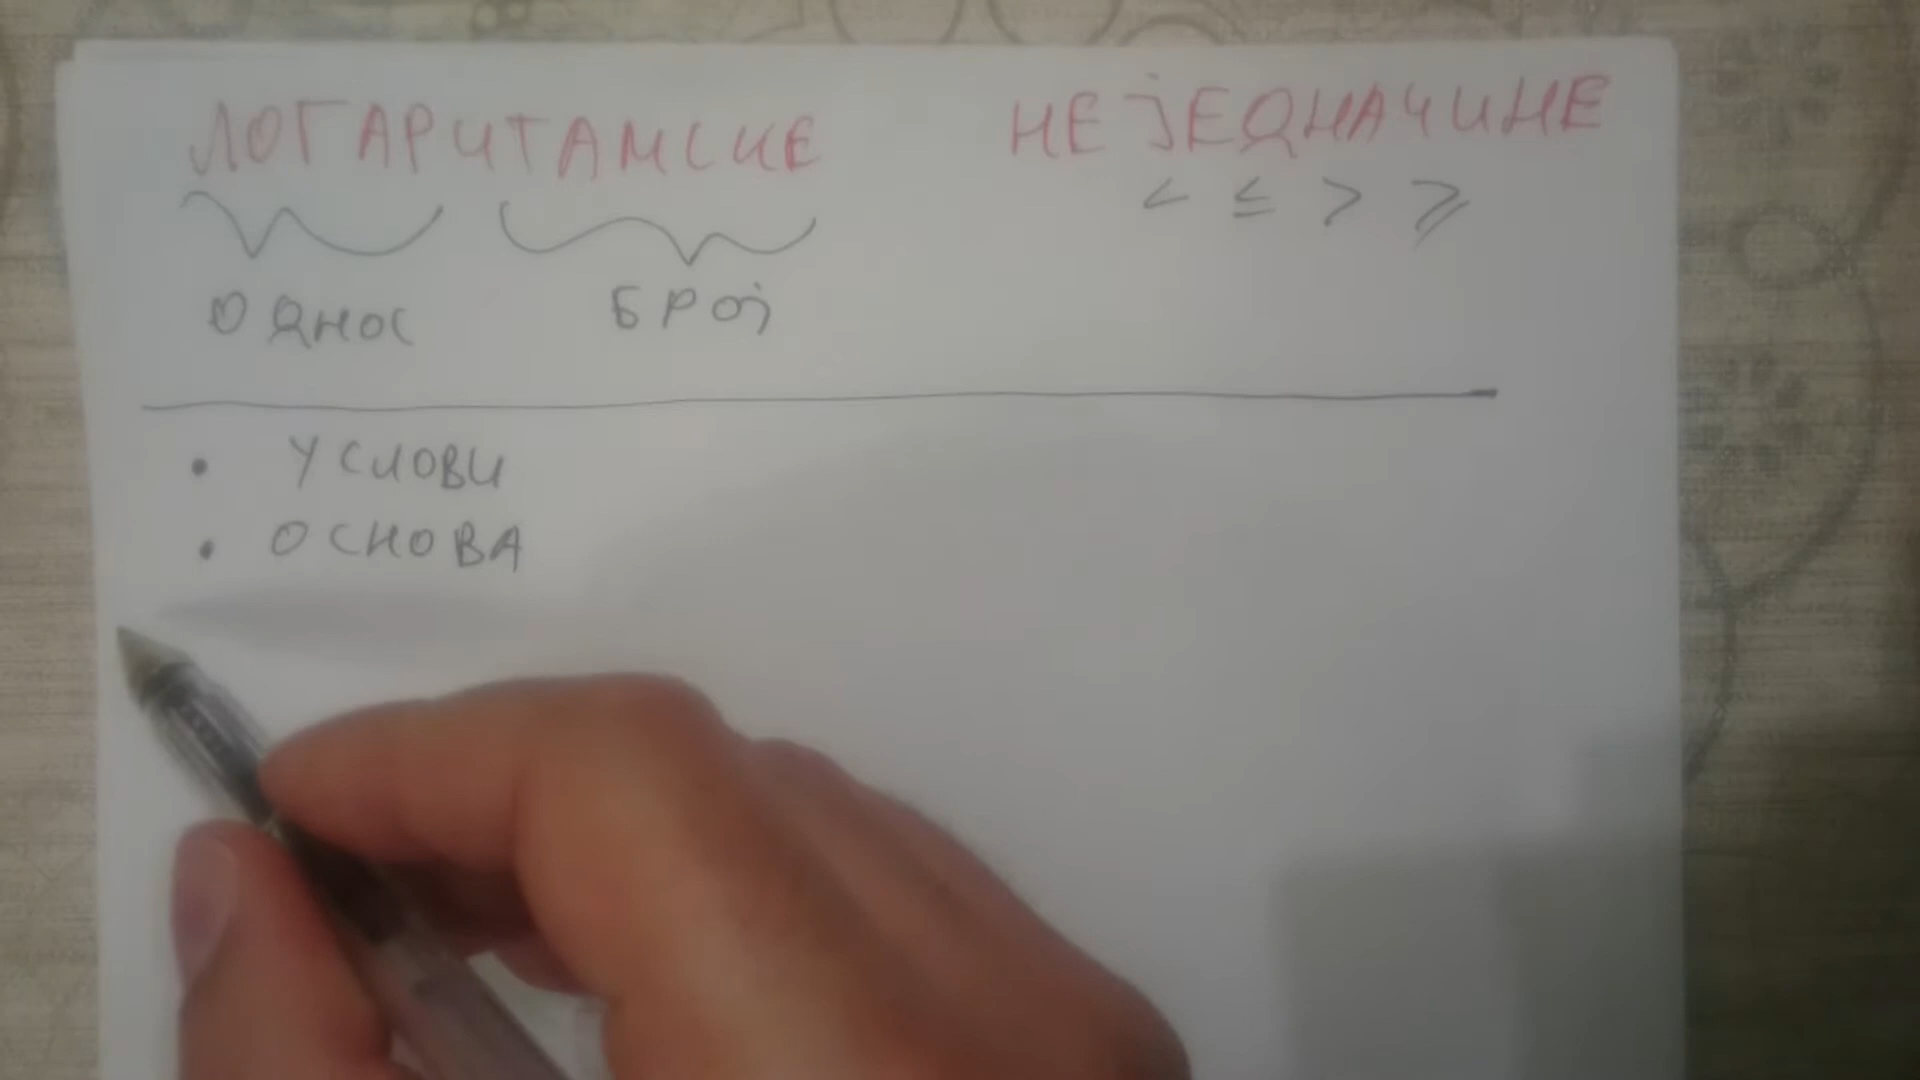 ЛОГАРИТАМСКЕ НЕЈЕДНАЧИНЕ
< ≤ > ≥
ОДНОС БРОЈ
• УСЛОВИ
• ОСНОВА